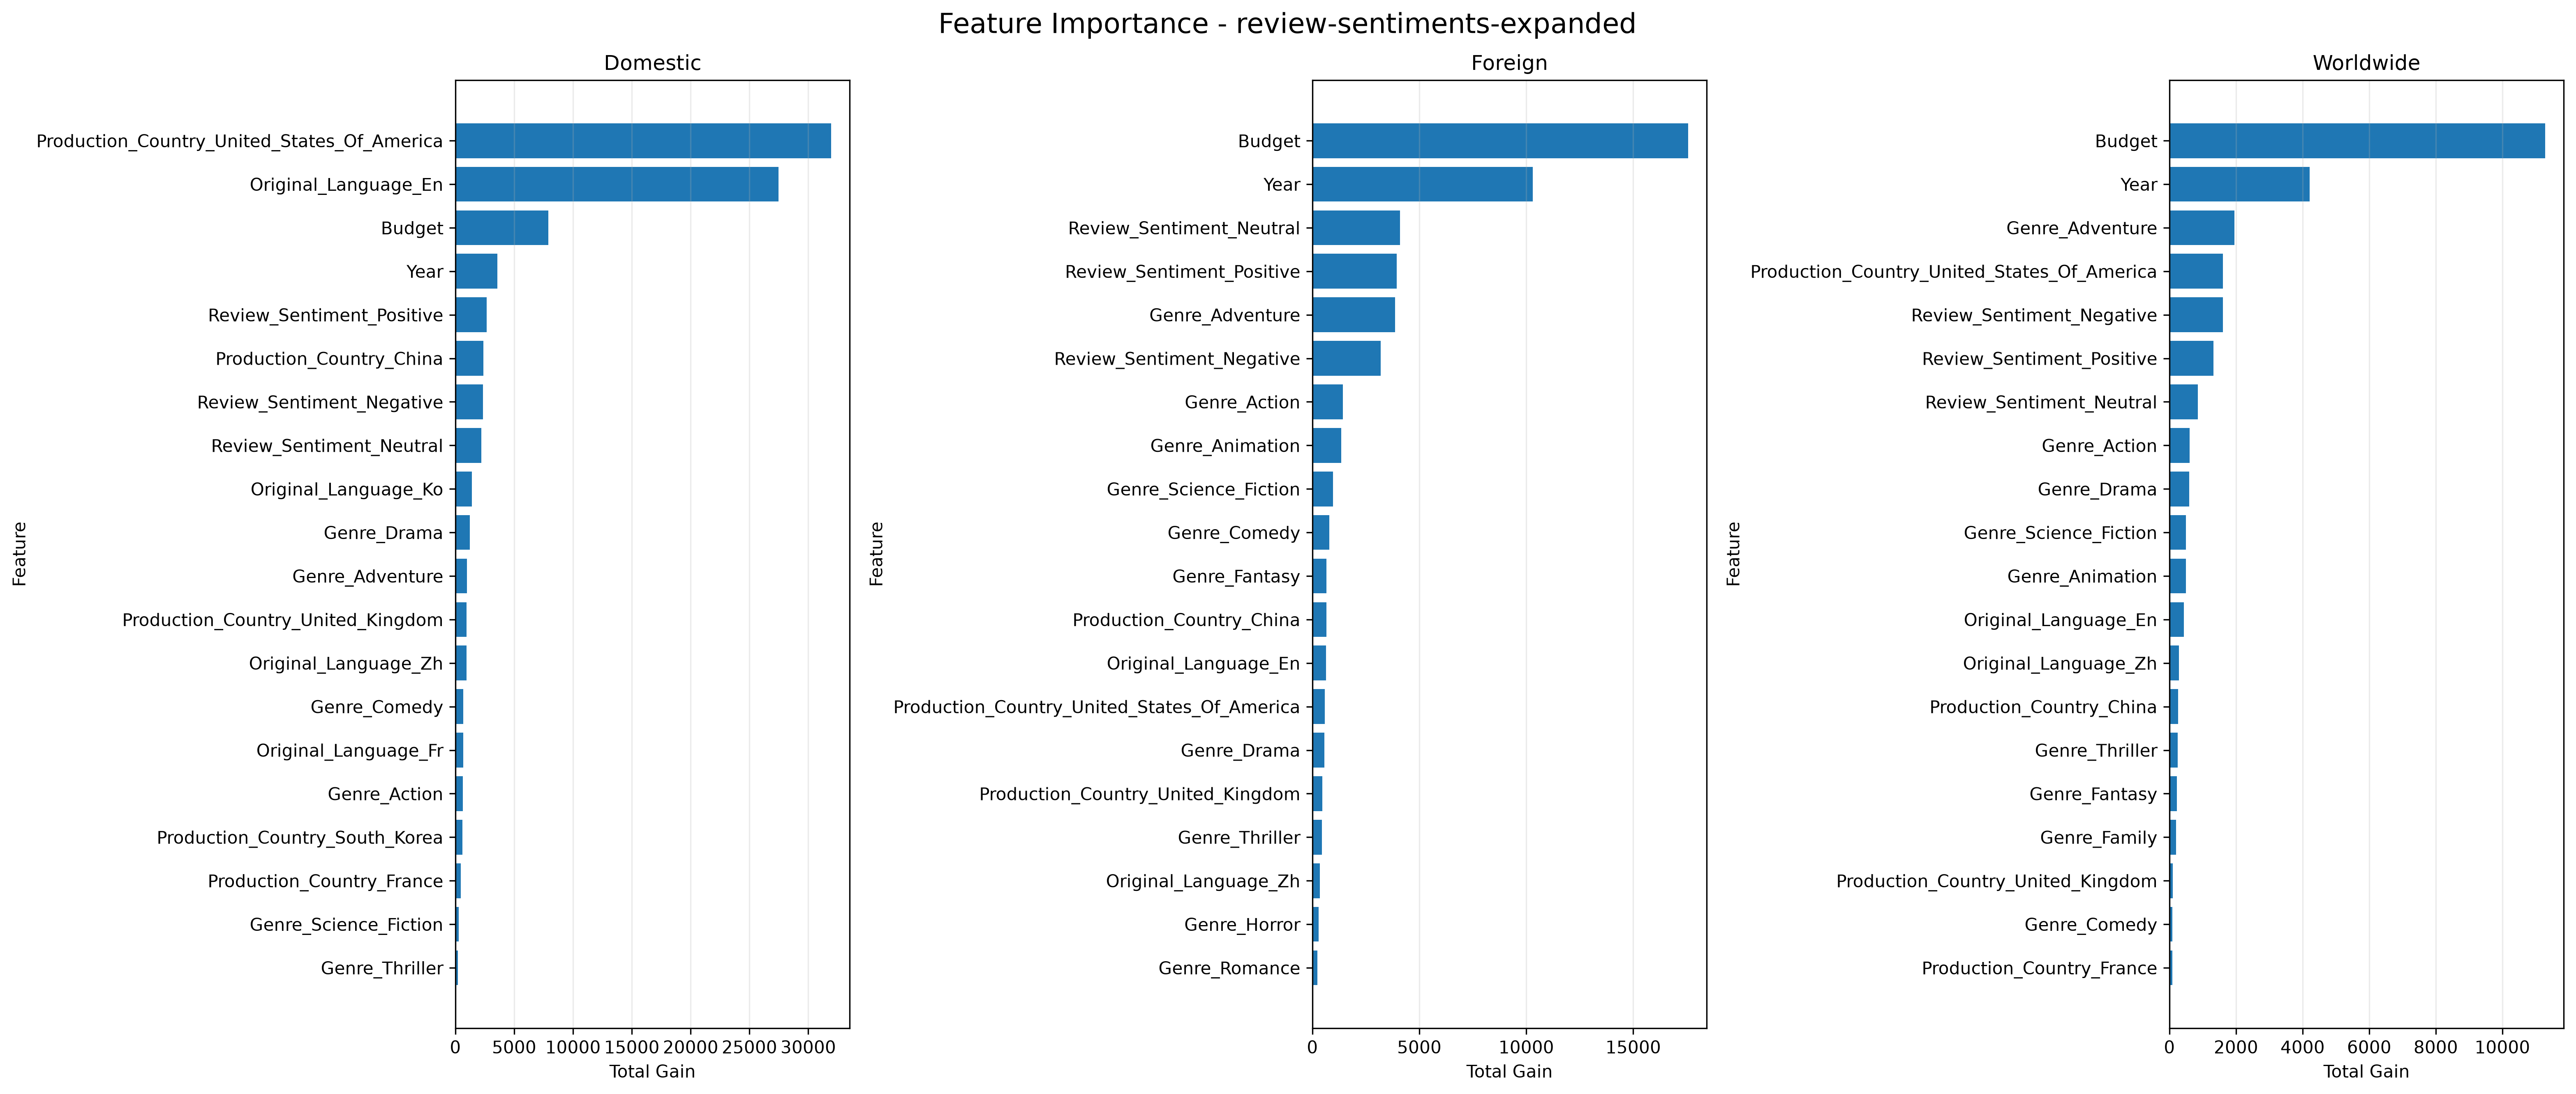 Feature Importance - review-sentiments-expanded
Domestic
Feature
Production_Country_United_States_Of_America
Original_Language_En
Budget
Year
Review_Sentiment_Positive
Production_Country_China
Review_Sentiment_Negative
Review_Sentiment_Neutral
Original_Language_Ko
Genre_Drama
Genre_Adventure
Production_Country_United_Kingdom
Original_Language_Zh
Genre_Comedy
Original_Language_Fr
Genre_Action
Production_Country_South_Korea
Production_Country_France
Genre_Science_Fiction
Genre_Thriller
0 5000 10000 15000 20000 25000 30000
Total Gain
Foreign
Feature
Budget
Year
Review_Sentiment_Neutral
Review_Sentiment_Positive
Genre_Adventure
Review_Sentiment_Negative
Genre_Action
Genre_Animation
Genre_Science_Fiction
Genre_Comedy
Genre_Fantasy
Production_Country_China
Original_Language_En
Production_Country_United_States_Of_America
Genre_Drama
Production_Country_United_Kingdom
Genre_Thriller
Original_Language_Zh
Genre_Horror
Genre_Romance
0 5000 10000 15000
Total Gain
Worldwide
Feature
Budget
Year
Genre_Adventure
Production_Country_United_States_Of_America
Review_Sentiment_Negative
Review_Sentiment_Positive
Review_Sentiment_Neutral
Genre_Action
Genre_Drama
Genre_Science_Fiction
Genre_Animation
Original_Language_En
Original_Language_Zh
Production_Country_China
Genre_Thriller
Genre_Fantasy
Genre_Family
Production_Country_United_Kingdom
Genre_Comedy
Production_Country_France
0 2000 4000 6000 8000 10000
Total Gain